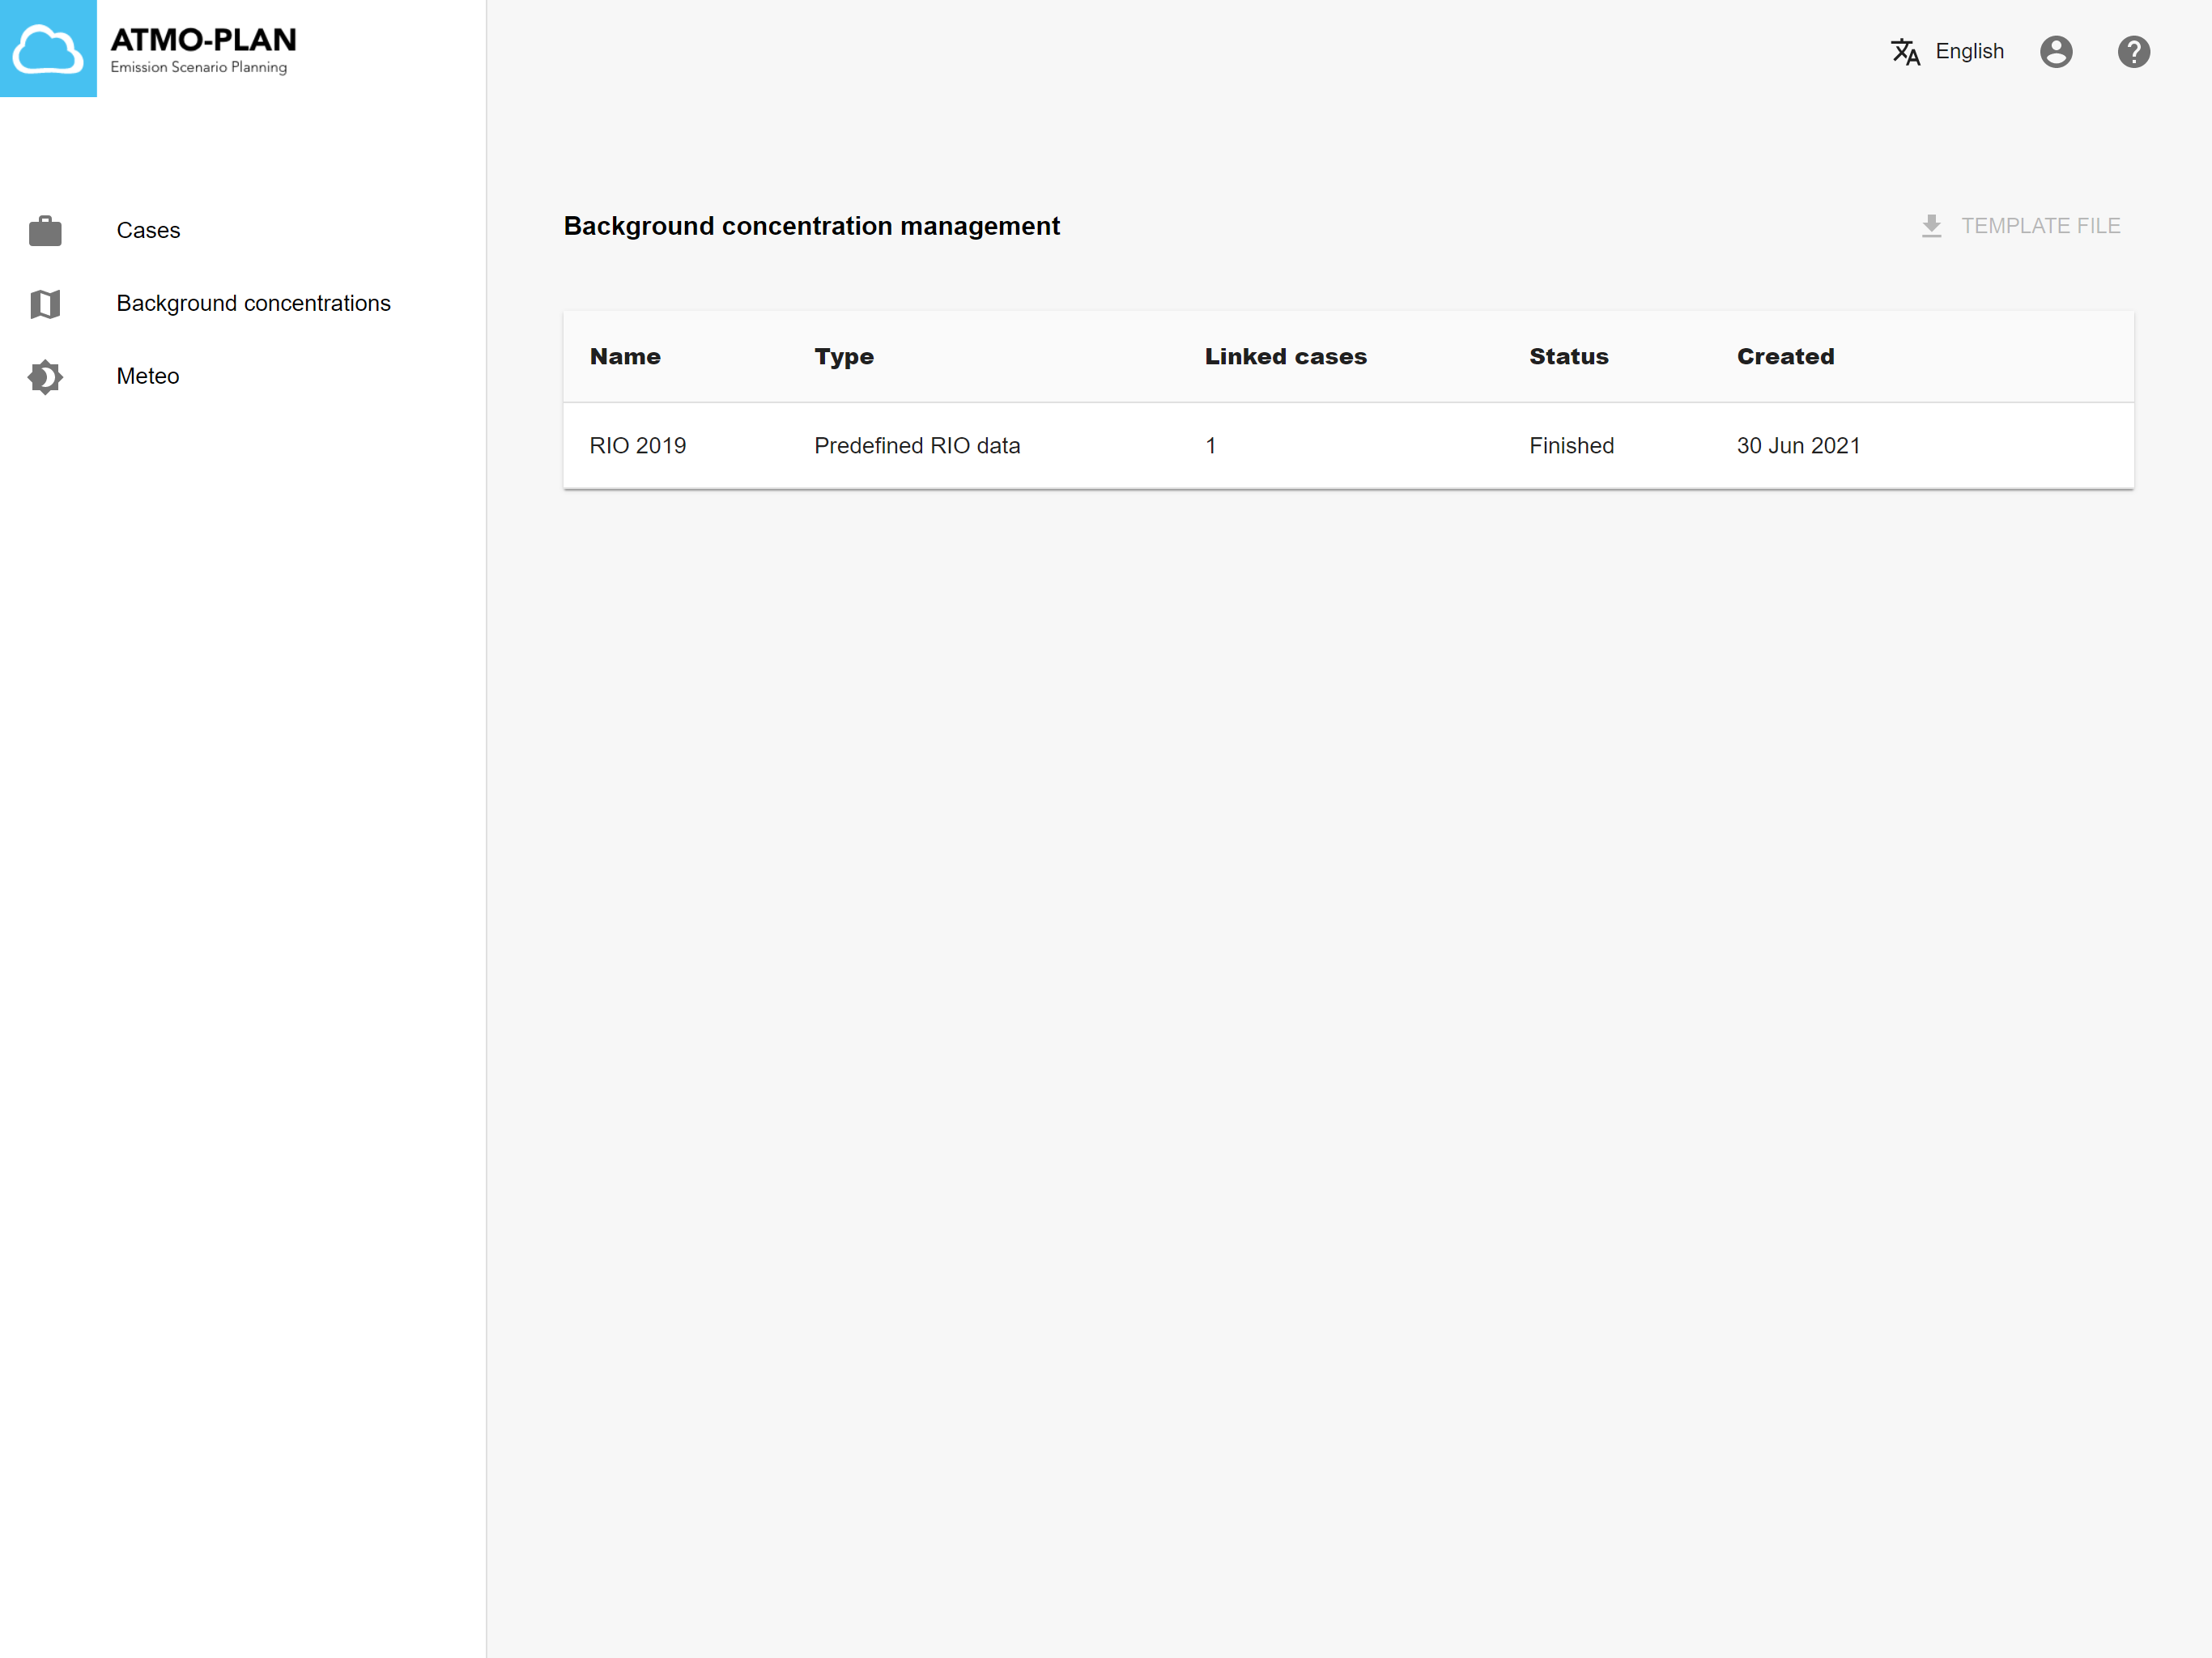 ATMO-PLAN
Emission Scenario Planning
English
Cases
Background concentrations
Meteo
Background concentration management
TEMPLATE FILE
Name Type Linked cases Status Created
RIO 2019 Predefined RIO data 1 Finished 30 Jun 2021